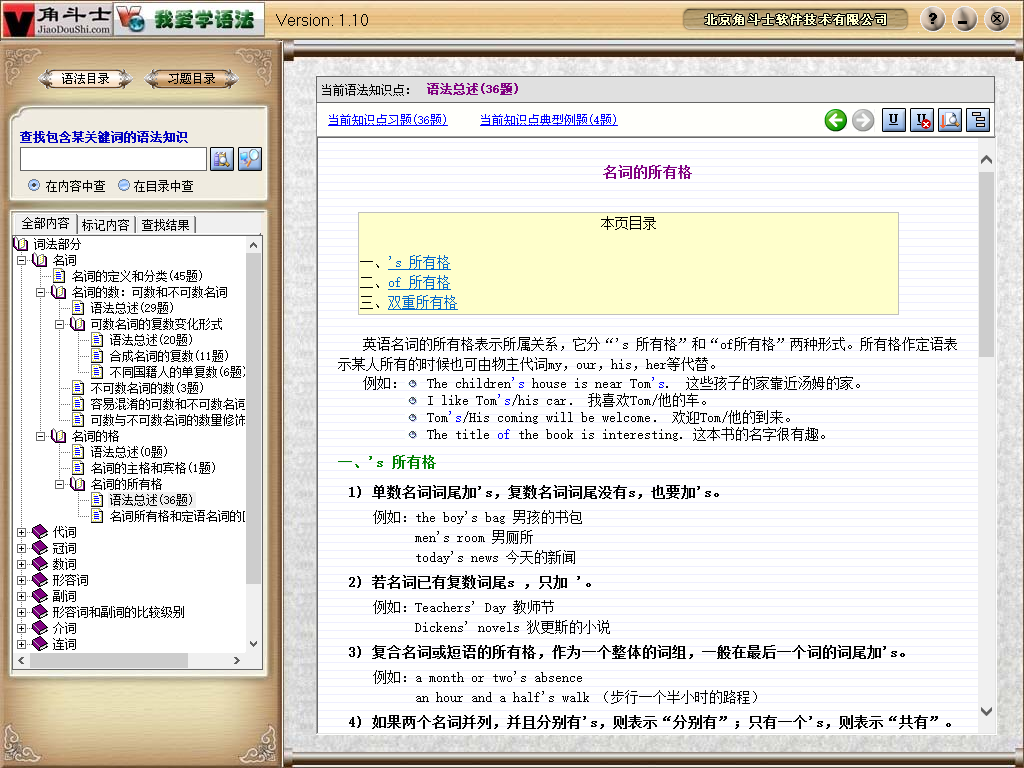 角斗士
JiaoDouShi.com
我爱学语法
Version: 1.10
北京角斗士软件技术有限公司
语法目录
习题目录
查找包含某关键词的语法知识
在内容中查
在目录中查
全部内容
标记内容
查找结果
词法部分
名词
名词的定义和分类(45题)
名词的数：可数和不可数名词
语法总述(29题)
可数名词的复数变化形式
语法总述(20题)
合成名词的复数(11题)
不同国籍人的单复数(6题)
不可数名词的数(3题)
容易混淆的可数和不可数名词
可数与不可数名词的数量修饰
名词的格
语法总述(0题)
名词的主格和宾格(1题)
名词的所有格
语法总述(36题)
名词所有格和定语名词的
代词
冠词
数词
形容词
副词
形容词和副词的比较级别
介词
连词
当前语法知识点： 语法总述(36题)
当前知识点习题(36题)
当前知识点典型例题(4题)
名词的所有格
本页目录
一、's 所有格
二、of 所有格
三、双重所有格
英语名词的所有格表示所属关系，它分“'s 所有格”和“of所有格”两种形式。所有格作定语表
示某人所有的时候也可由物主代词my，our，his，her等代替。
例如： The children's house is near Tom's. 这些孩子的家靠近汤姆的家。
I like Tom's/his car. 我喜欢Tom/他的车。
Tom's/His coming will be welcome. 欢迎Tom/他的到来。
The title of the book is interesting. 这本书的名字很有趣。
一、's 所有格
1) 单数名词词尾加's，复数名词词尾没有s，也要加's。
例如：the boy's bag 男孩的书包
men's room 男厕所
today's news 今天的新闻
2) 若名词已有复数词尾s ，只加 '。
例如：Teachers' Day 教师节
Dickens' novels 狄更斯的小说
3) 复合名词或短语的所有格，作为一个整体的词组，一般在最后一个词的词尾加's。
例如：a month or two's absence
an hour and a half's walk （步行一个半小时的路程）
4) 如果两个名词并列，并且分别有's，则表示“分别有”；只有一个's，则表示“共有”。